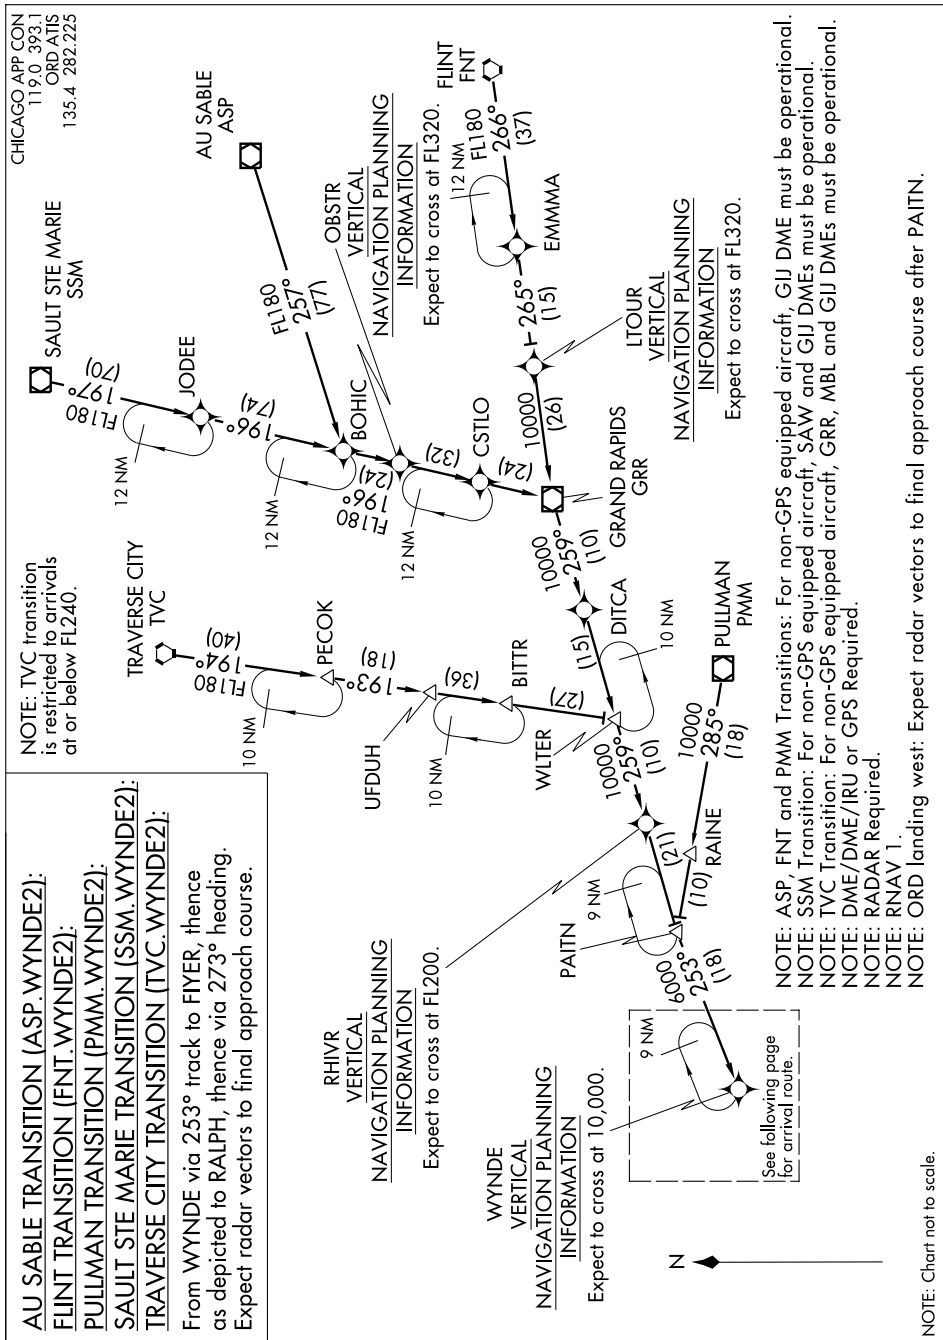 AU SABLE TRANSITION (ASP.WYNDE2):
FLINT TRANSITION (FNT.WYNDE2):
PULLMAN TRANSITION (PMM.WYNDE2):
SAULT STE MARIE TRANSITION (SSM.WYNDE2):
TRAVERSE CITY TRANSITION (TVC.WYNDE2):
From WYNDE via 253° track to FIYER, thence
as depicted to RALPH, thence via 273° heading.
Expect radar vectors to final approach course.
NOTE: TVC transition
is restricted to arrivals
at or below FL240.
CHICAGO APP CON
119.0 393.1
ORD ATIS
135.4 282.225
SAULT STE MARIE
SSM
(70)
197°
FL180
JODEE
12 NM
(74)
196°
AU SABLE
ASP
FL180
257°
(77)
BOHIC
12 NM
(24)
196°
FL180
OBSTR
VERTICAL
NAVIGATION PLANNING
INFORMATION
Expect to cross at FL320.
(32)
CSTLO
12 NM
(24)
FLINT
FNT
FL180
266°
(37)
12 NM
EMMMA
265°
(15)
LTOUR
VERTICAL
NAVIGATION PLANNING
INFORMATION
Expect to cross at FL320.
10000
(26)
GRAND RAPIDS
GRR
10000
259°
(10)
DITCA
(15)
10 NM
TRAVERSE CITY
TVC
(40)
194°
FL180
PECOK
10 NM
(18)
193°
UFDUH
(36)
BITTR
10 NM
(27)
WLTER
10000
259°
(10)
RHIVR
VERTICAL
NAVIGATION PLANNING
INFORMATION
Expect to cross at FL200.
(21)
PULLMAN
PMM
10000
285°
(18)
RAINE
(10)
PAITN
9 NM
6000
253°
(18)
9 NM
WYNDE
VERTICAL
NAVIGATION PLANNING
INFORMATION
Expect to cross at 10,000.
See following page
for arrival route.
N
NOTE: ASP, FNT and PMM Transitions: For non-GPS equipped aircraft, GIJ DME must be operational.
NOTE: SSM Transition: For non-GPS equipped aircraft, SAW and GIJ DMEs must be operational.
NOTE: TVC Transition: For non-GPS equipped aircraft, GRR, MBL and GIJ DMEs must be operational.
NOTE: DME/DME/IRU or GPS Required.
NOTE: RADAR Required.
NOTE: RNAV 1.
NOTE: ORD landing west: Expect radar vectors to final approach course after PAITN.
NOTE: Chart not to scale.